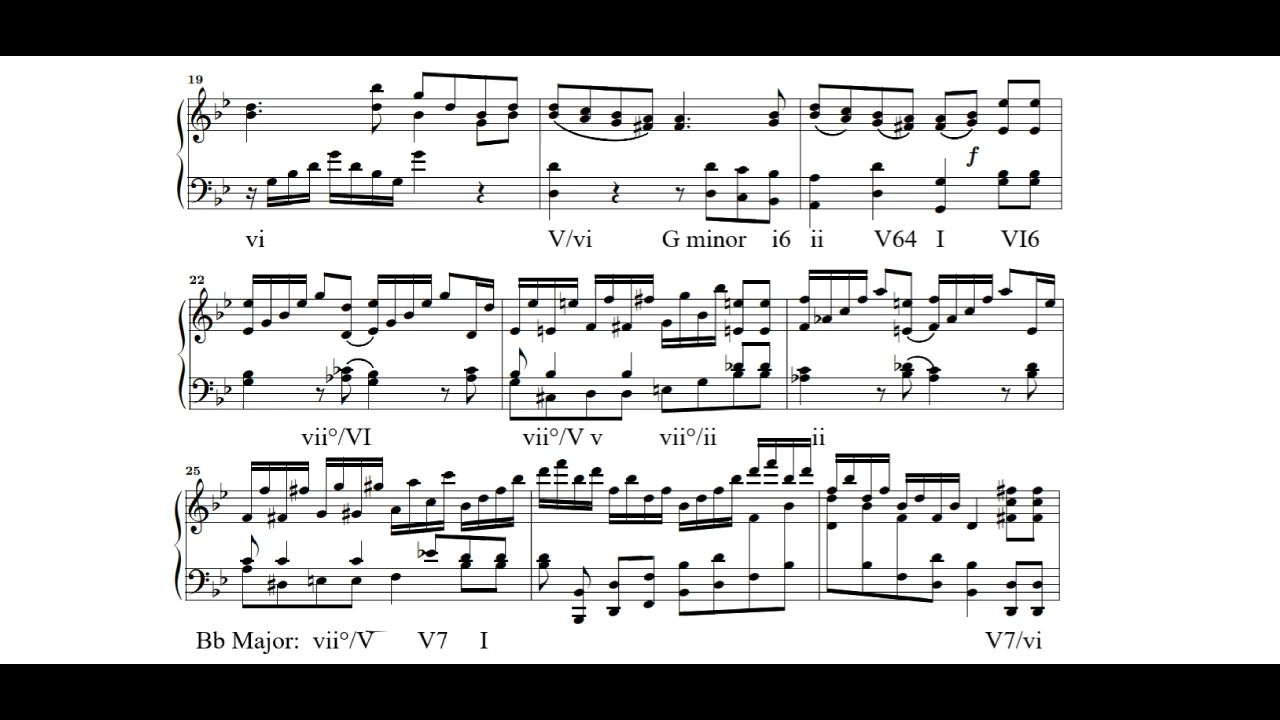 19
f
vi V/vi G minor i6 ii V64 I VI6
22
vii°/VI vii°/V v vii°/ii ii
25
Bb Major: vii°/V V7 I V7/vi